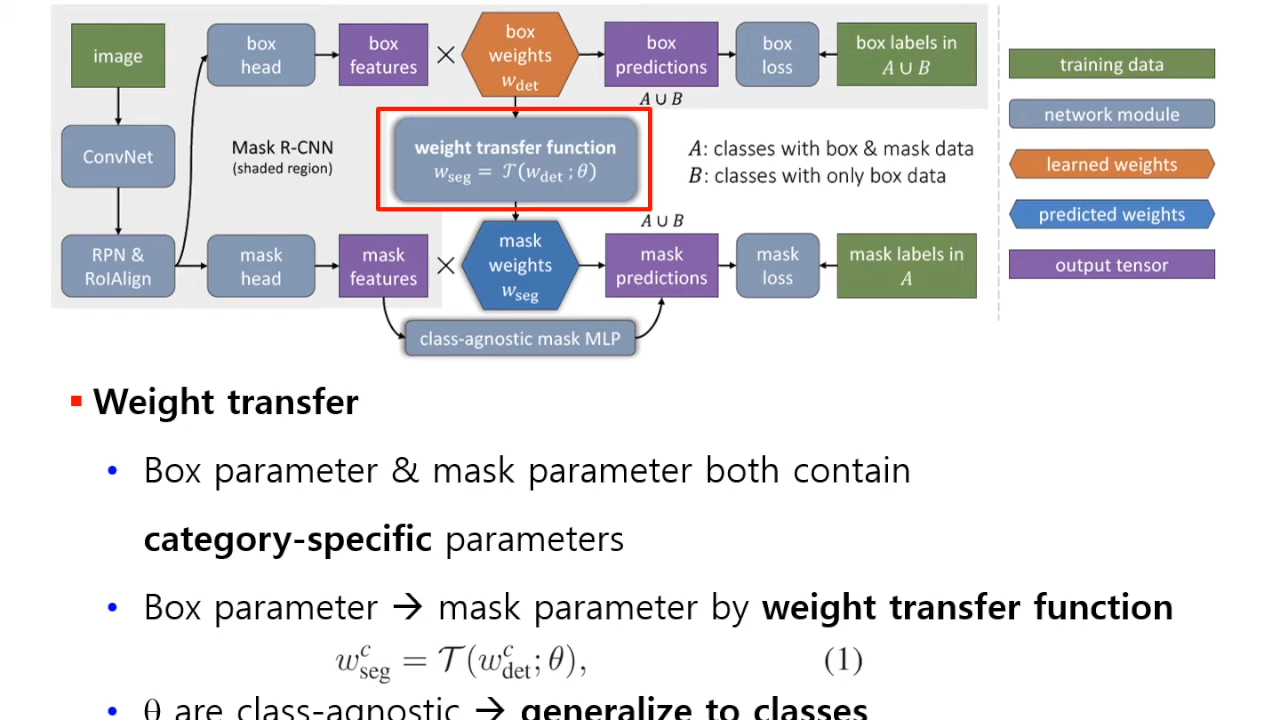 image
box
head
box
features
×
box
weights
w_det
box
predictions
A ∪ B
box
loss
box labels in
A ∪ B
training data
network module
learned weights
predicted weights
output tensor
ConvNet
Mask R-CNN
(shaded region)
weight transfer function
w_seg = 𝒯(w_det ; θ)
A: classes with box & mask data
B: classes with only box data
RPN &
RoIAlign
mask
head
mask
features
×
mask
weights
w_seg
A ∪ B
mask
predictions
mask
loss
mask labels in
A
class-agnostic mask MLP
▪ Weight transfer
• Box parameter & mask parameter both contain
category-specific parameters
• Box parameter → mask parameter by weight transfer function
w^c_seg = 𝒯(w^c_det; θ), (1)
• θ are class-agnostic → generalize to classes